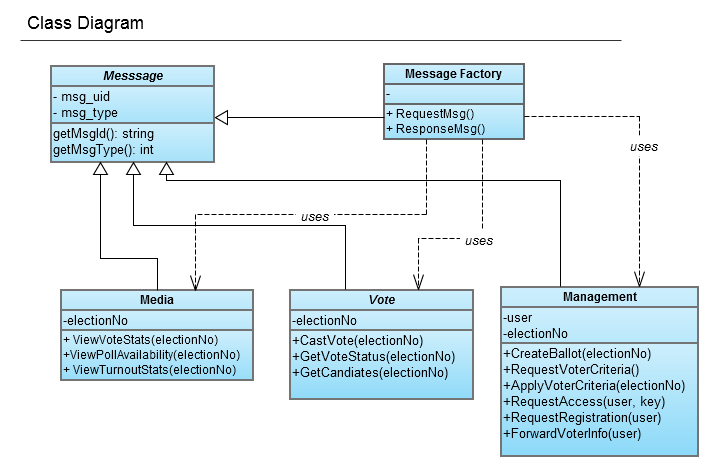 Class Diagram
Messsage
- msg_uid
- msg_type
getMsgId(): string
getMsgType(): int
Message Factory
-
+ RequestMsg()
+ ResponseMsg()
uses
uses
uses
Media
-electionNo
+ ViewVoteStats(electionNo)
+ViewPollAvailability(electionNo)
+ ViewTurnoutStats(electionNo)
Vote
-electionNo
+CastVote(electionNo)
+GetVoteStatus(electionNo)
+GetCandiates(electionNo)
Management
-user
-electionNo
+CreateBallot(electionNo)
+RequestVoterCriteria()
+ApplyVoterCriteria(electionNo)
+RequestAccess(user, key)
+RequestRegistration(user)
+ForwardVoterInfo(user)